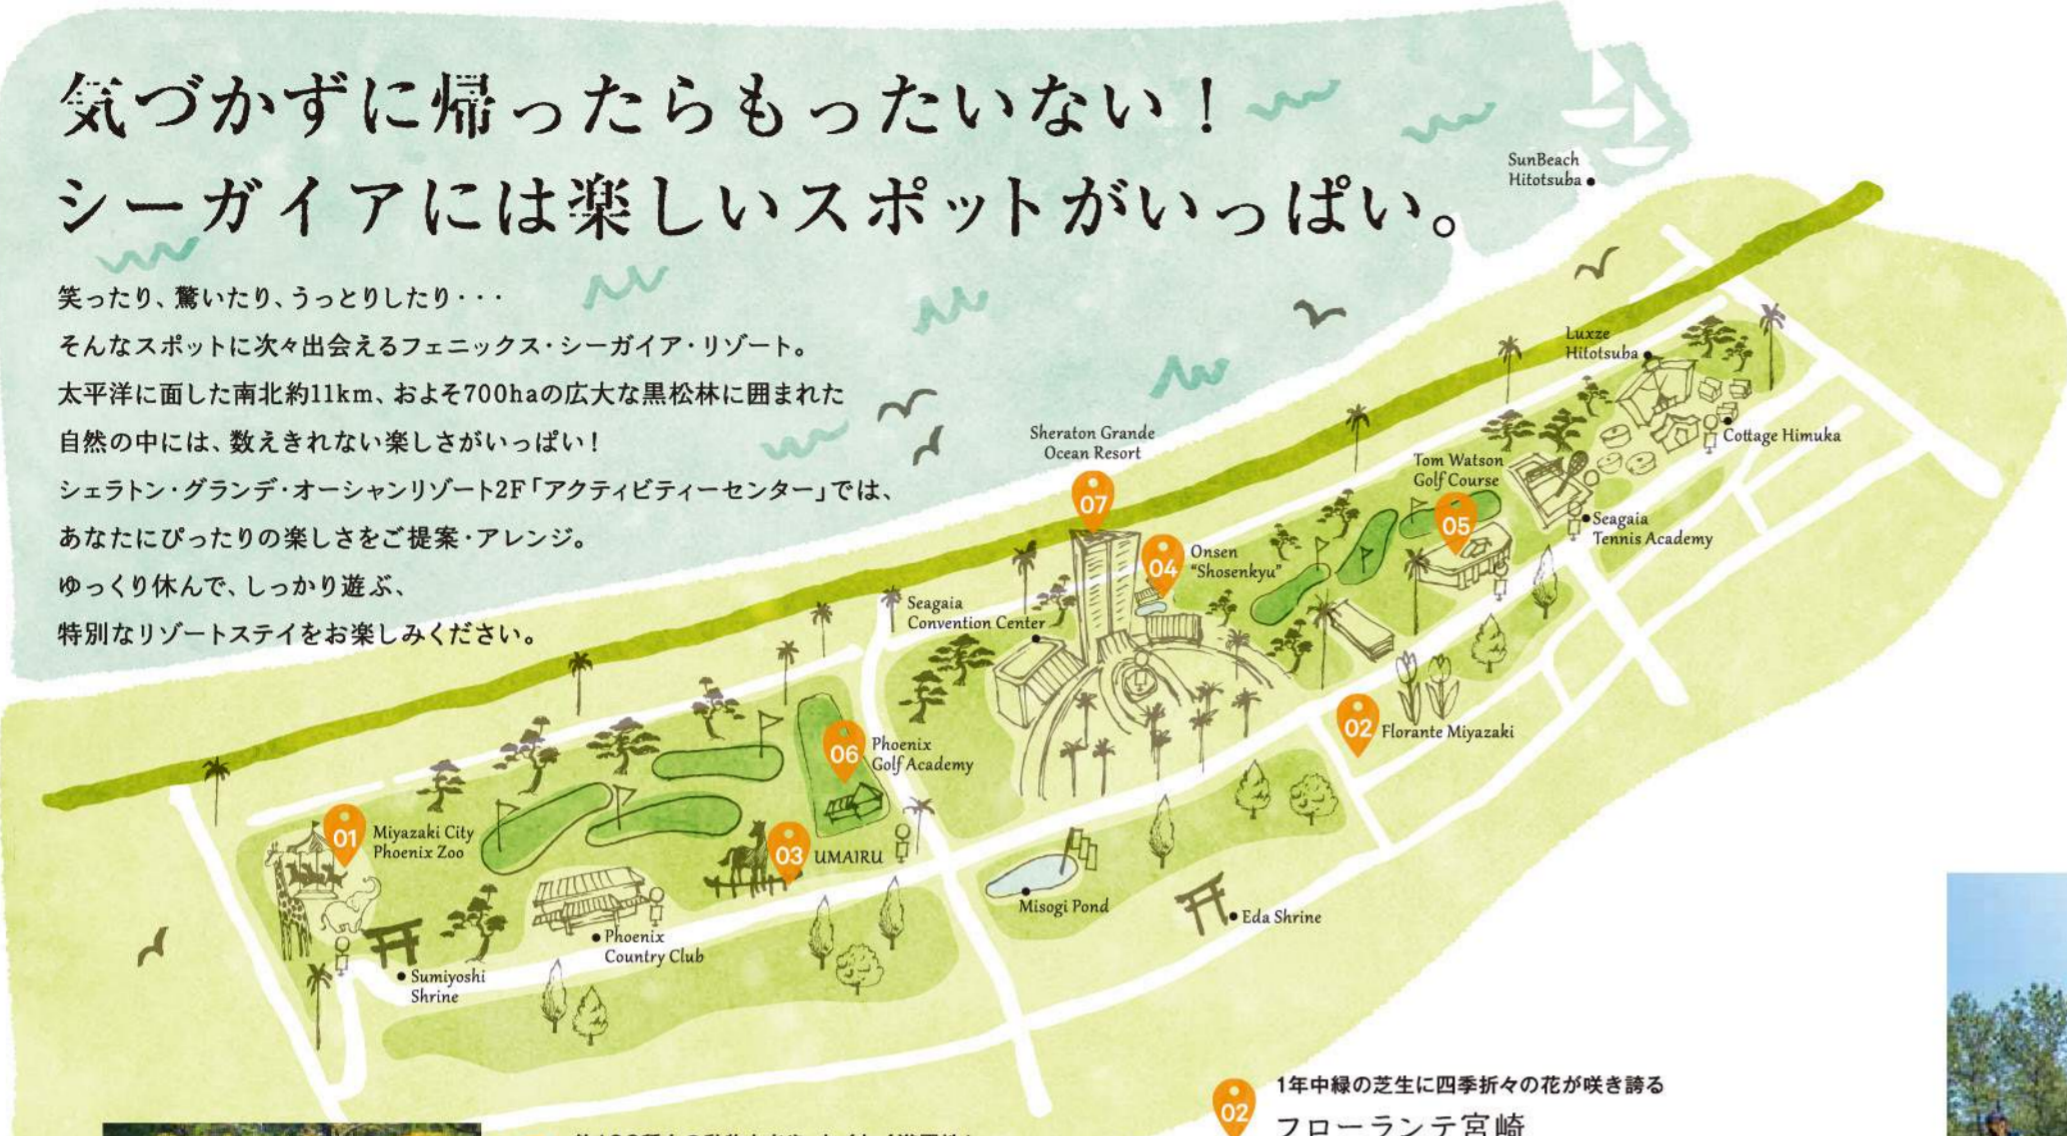 気づかずに帰ったらもったいない！
シーガイアには楽しいスポットがいっぱい。
笑ったり、驚いたり、うっとりしたり・・・
そんなスポットに次々出会えるフェニックス・シーガイア・リゾート。
太平洋に面した南北約11km、およそ700haの広大な黒松林に囲まれた
自然の中には、数えきれない楽しさがいっぱい！
シェラトン・グランデ・オーシャンリゾート2F「アクティビティーセンター」では、
あなたにぴったりの楽しさをご提案・アレンジ。
ゆっくり休んで、しっかり遊ぶ、
特別なリゾートステイをお楽しみください。
SunBeach
Hitotsuba
Luxze
Hitotsuba
Cottage Himuka
Sheraton Grande
Ocean Resort
07
Tom Watson
Golf Course
05
Seagaia
Tennis Academy
04
Onsen
"Shosenkyu"
Seagaia
Convention Center
02
Florante Miyazaki
06
Phoenix
Golf Academy
01
Miyazaki City
Phoenix Zoo
03
UMAIRU
Misogi Pond
Eda Shrine
Phoenix
Country Club
Sumiyoshi
Shrine
02
1年中緑の芝生に四季折々の花が咲き誇る
フローランテ宮崎